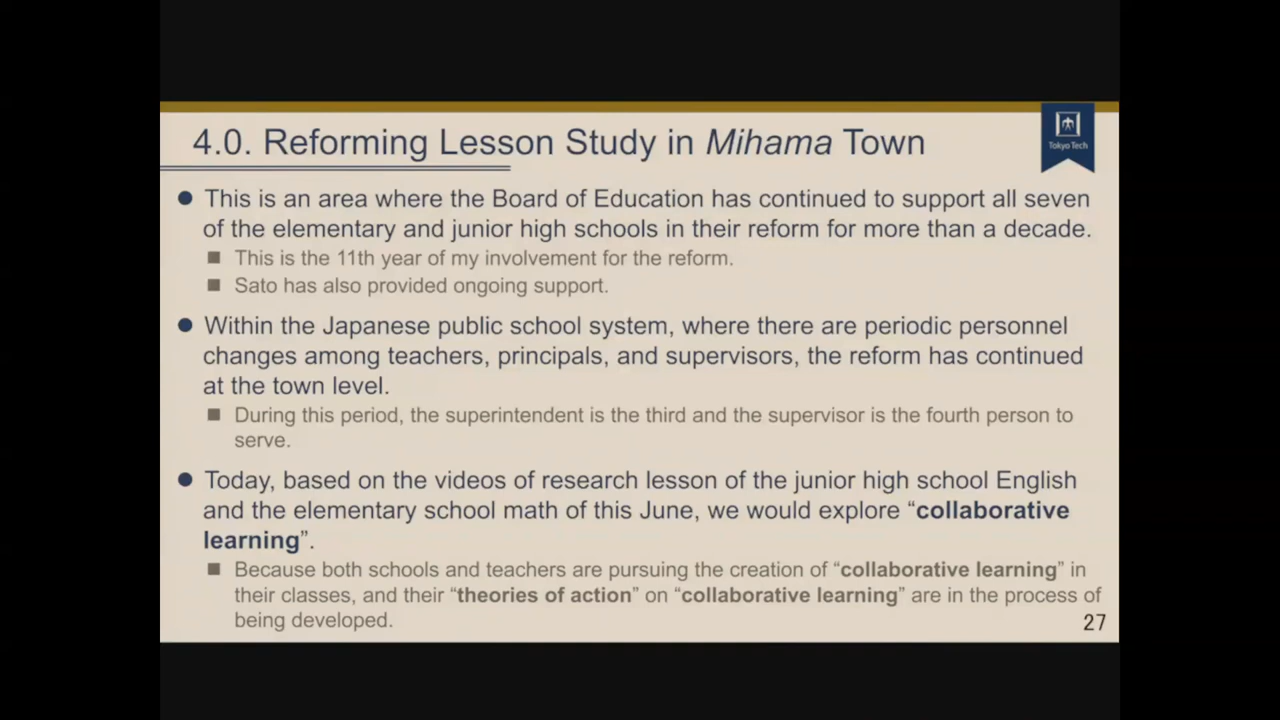 4.0. Reforming Lesson Study in Mihama Town
Tokyo Tech
● This is an area where the Board of Education has continued to support all seven
of the elementary and junior high schools in their reform for more than a decade.
■ This is the 11th year of my involvement for the reform.
■ Sato has also provided ongoing support.
● Within the Japanese public school system, where there are periodic personnel
changes among teachers, principals, and supervisors, the reform has continued
at the town level.
■ During this period, the superintendent is the third and the supervisor is the fourth person to
serve.
● Today, based on the videos of research lesson of the junior high school English
and the elementary school math of this June, we would explore “collaborative
learning”.
■ Because both schools and teachers are pursuing the creation of “collaborative learning” in
their classes, and their “theories of action” on “collaborative learning” are in the process of
being developed.
27